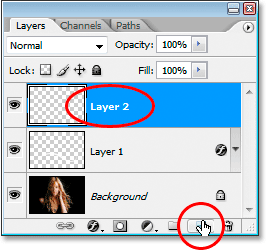 Layers Channels Paths
Normal Opacity: 100%
Lock: Fill: 100%
Layer 2
Layer 1
Background